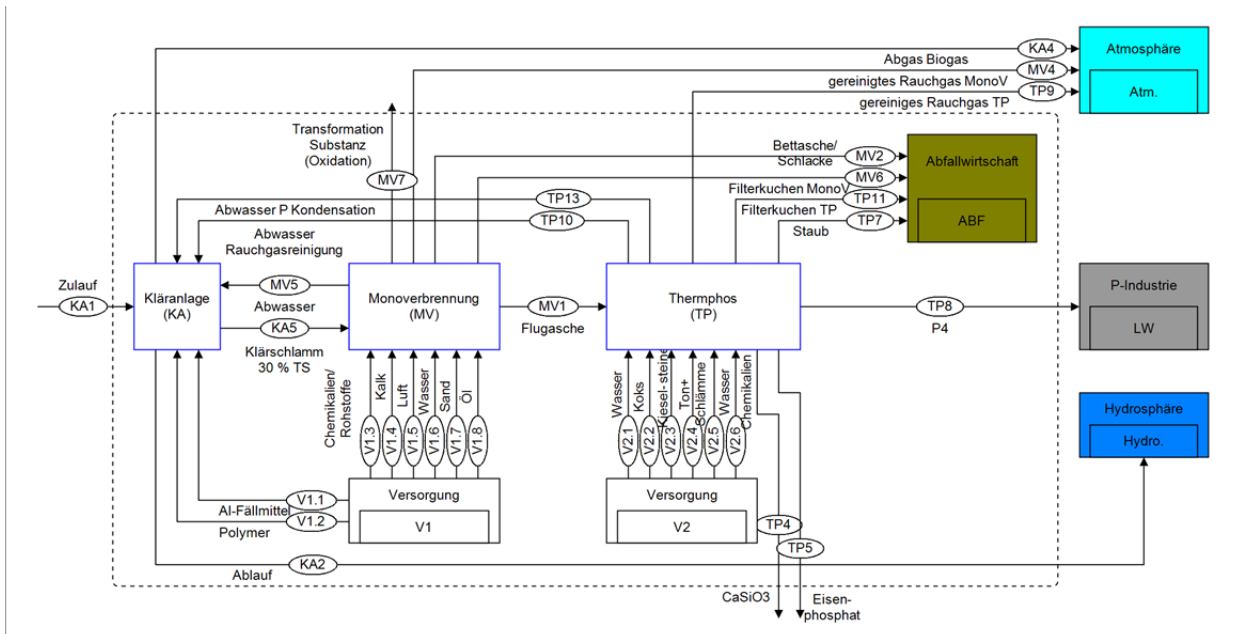 KA4
Atmosphäre
Abgas Biogas
MV4
gereinigtes Rauchgas MonoV
TP9
Atm.
gereiniges Rauchgas TP
Transformation
Substanz
(Oxidation)
MV7
Bettasche/
Schlacke
MV2
Abfallwirtschaft
MV6
Filterkuchen MonoV
TP11
Filterkuchen TP
TP7
Staub
ABF
TP13
Abwasser P Kondensation
TP10
Abwasser
Rauchgasreinigung
Zulauf
KA1
Kläranlage
(KA)
MV5
Abwasser
KA5
Klärschlamm
30 % TS
Monoverbrennung
(MV)
MV1
Flugasche
Thermphos
(TP)
TP8
P4
P-Industrie
LW
Chemikalien/
Rohstoffe
Kalk
Luft
Wasser
Sand
Öl
V1.3
V1.4
V1.5
V1.6
V1.7
V1.8
Wasser
Koks
Kiesel-steine
Ton+
Schlämme
Wasser
Chemikalien
V2.1
V2.2
V2.3
V2.4
V2.5
V2.6
Hydrosphäre
Hydro.
Versorgung
V1
V1.1
Al-Fällmittel
V1.2
Polymer
Versorgung
V2
TP4
TP5
KA2
Ablauf
CaSiO3
Eisen-
phosphat